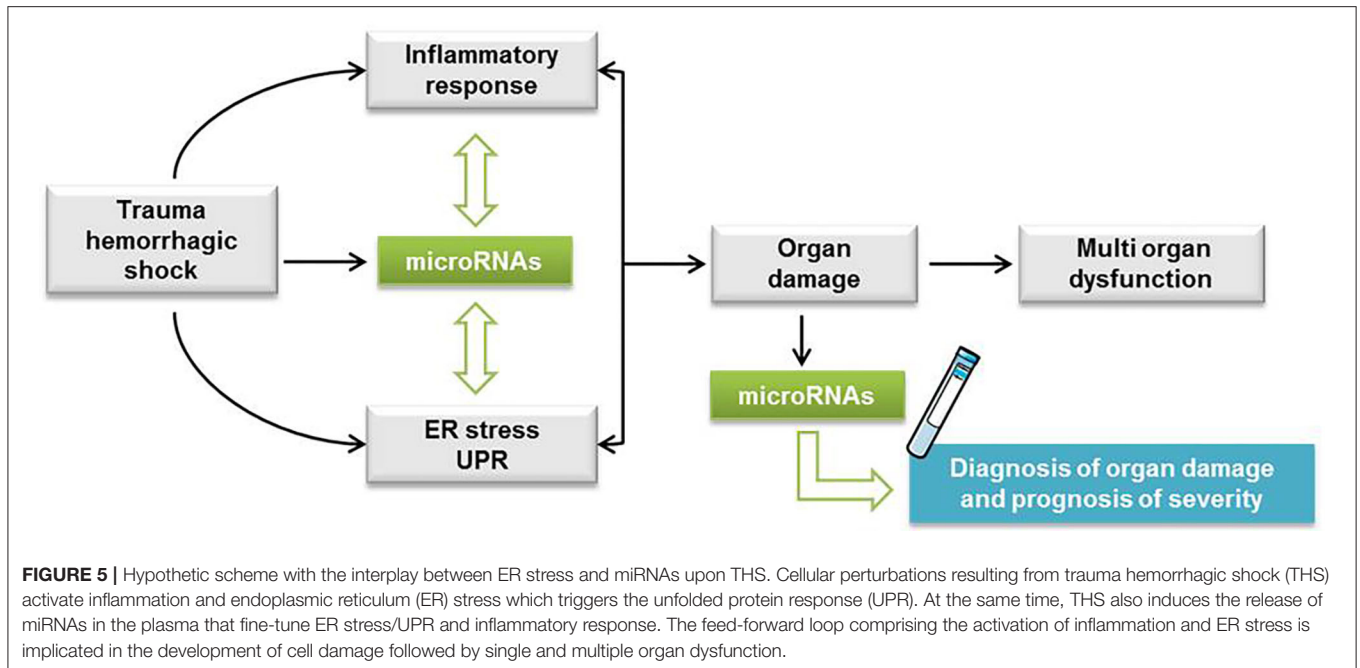 Inflammatory
response
Trauma
hemorrhagic
shock
microRNAs
ER stress
UPR
Organ
damage
Multi organ
dysfunction
microRNAs
Diagnosis of organ damage
and prognosis of severity
FIGURE 5 | Hypothetic scheme with the interplay between ER stress and miRNAs upon THS. Cellular perturbations resulting from trauma hemorrhagic shock (THS)
activate inflammation and endoplasmic reticulum (ER) stress which triggers the unfolded protein response (UPR). At the same time, THS also induces the release of
miRNAs in the plasma that fine-tune ER stress/UPR and inflammatory response. The feed-forward loop comprising the activation of inflammation and ER stress is
implicated in the development of cell damage followed by single and multiple organ dysfunction.